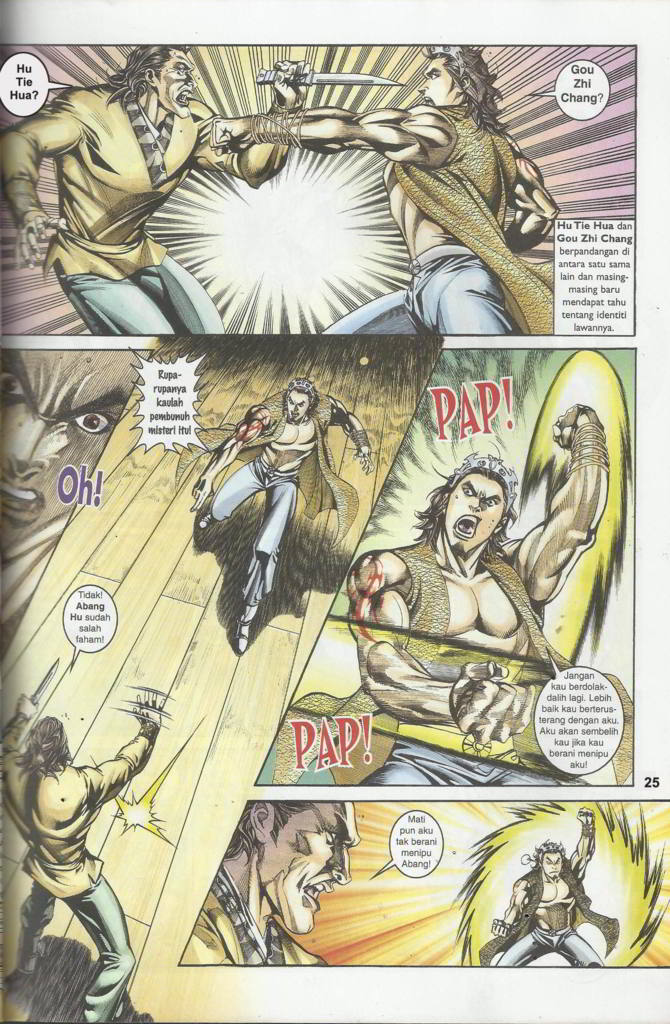 Hu
Tie
Hua?
Gou
Zhi
Chang?
Hu Tie Hua dan
Gou Zhi Chang
berpandangan di
antara satu sama
lain dan masing-
masing baru
mendapat tahu
tentang identiti
lawannya.
Rupa-
rupanya
kaulah
pembunuh
misteri itu!
Oh!
PAP!
Tidak!
Abang
Hu sudah
salah
faham!
Jangan
kau berdolak-
dalih lagi. Lebih
baik kau berterus-
terang dengan aku.
Aku akan sembelih
kau jika kau
berani menipu
aku!
PAP!
25
Mati
pun aku
tak berani
menipu
Abang!